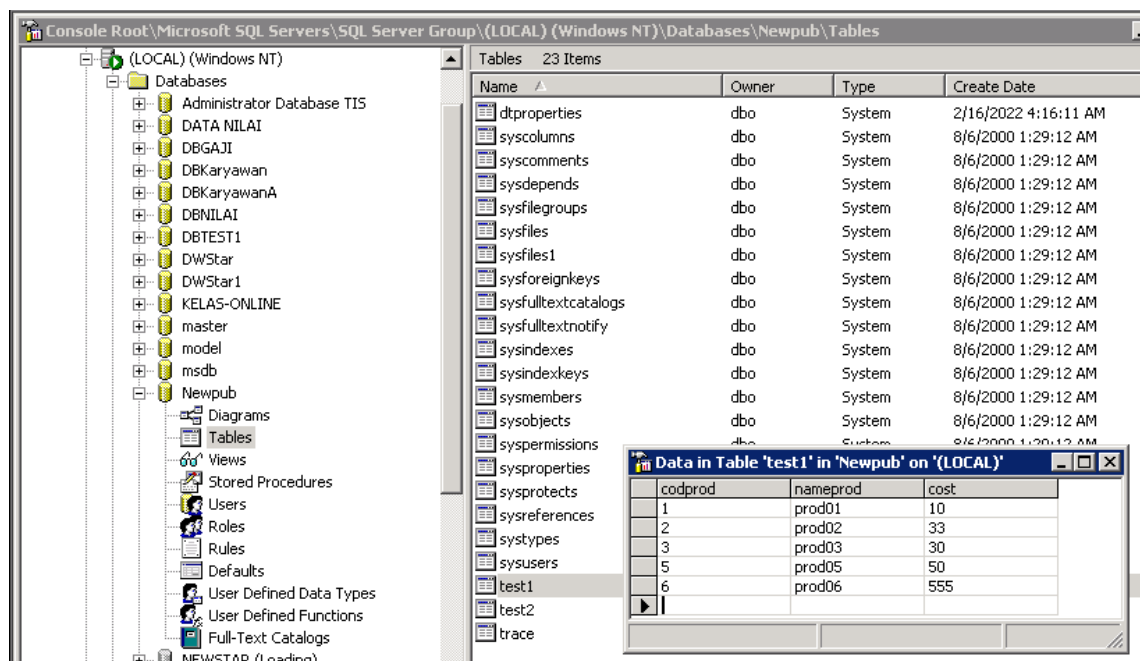 Console Root\Microsoft SQL Servers\SQL Server Group\(LOCAL) (Windows NT)\Databases\Newpub\Tables
(LOCAL) (Windows NT)
Databases
Administrator Database TIS
DATA NILAI
DBGAJI
DBKaryawan
DBKaryawanA
DBNILAI
DBTEST1
DWStar
DWStar1
KELAS-ONLINE
master
model
msdb
Newpub
Diagrams
Tables
Views
Stored Procedures
Users
Roles
Rules
Defaults
User Defined Data Types
User Defined Functions
Full-Text Catalogs
NEWSTAR (Loading)
Tables 23 Items
Name Owner Type Create Date
dtproperties dbo System 2/16/2022 4:16:11 AM
syscolumns dbo System 8/6/2000 1:29:12 AM
syscomments dbo System 8/6/2000 1:29:12 AM
sysdepends dbo System 8/6/2000 1:29:12 AM
sysfilegroups dbo System 8/6/2000 1:29:12 AM
sysfiles dbo System 8/6/2000 1:29:12 AM
sysfiles1 dbo System 8/6/2000 1:29:12 AM
sysforeignkeys dbo System 8/6/2000 1:29:12 AM
sysfulltextcatalogs dbo System 8/6/2000 1:29:12 AM
sysfulltextnotify dbo System 8/6/2000 1:29:12 AM
sysindexes dbo System 8/6/2000 1:29:12 AM
sysindexkeys dbo System 8/6/2000 1:29:12 AM
sysmembers dbo System 8/6/2000 1:29:12 AM
sysobjects dbo System 8/6/2000 1:29:12 AM
syspermissions dbo System 8/6/2000 1:29:12 AM
sysproperties
sysprotects
sysreferences
systypes
sysusers
test1
test2
trace
Data in Table 'test1' in 'Newpub' on '(LOCAL)'
codprod nameprod cost
1 prod01 10
2 prod02 33
3 prod03 30
5 prod05 50
6 prod06 555